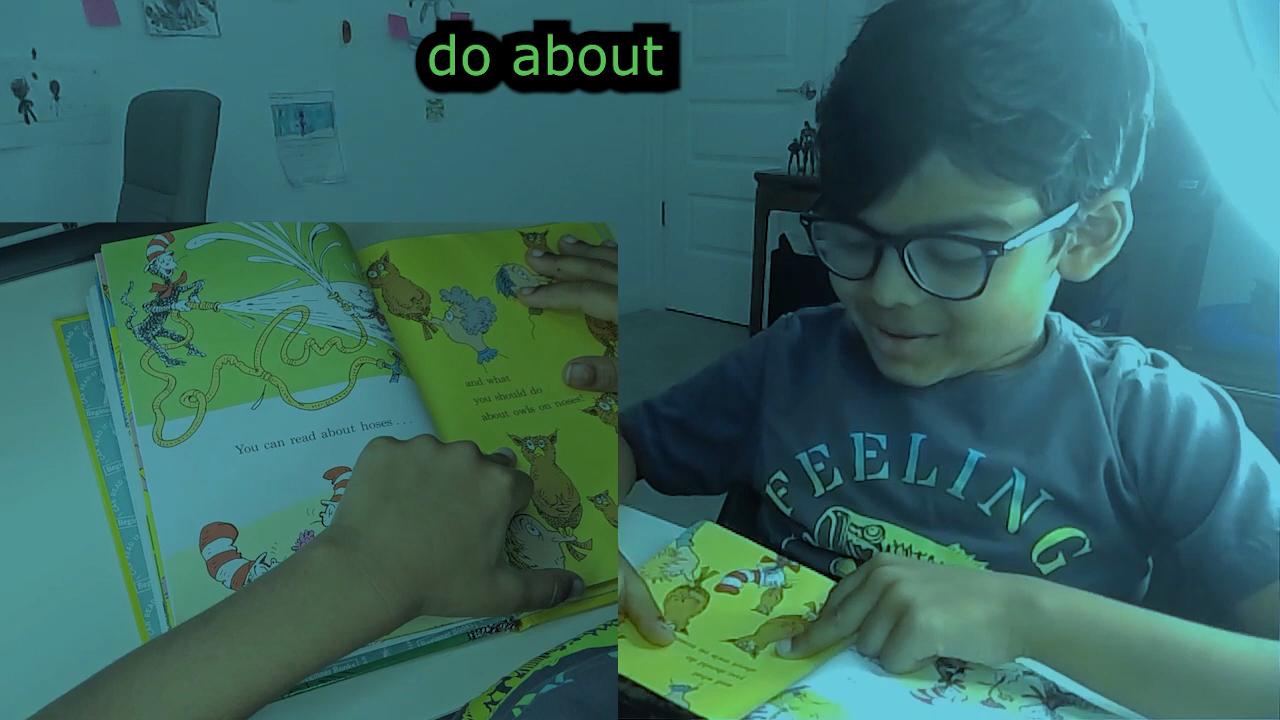 do about
You can read about hoses...
and what
you should do
about owls on noses!
FEELING